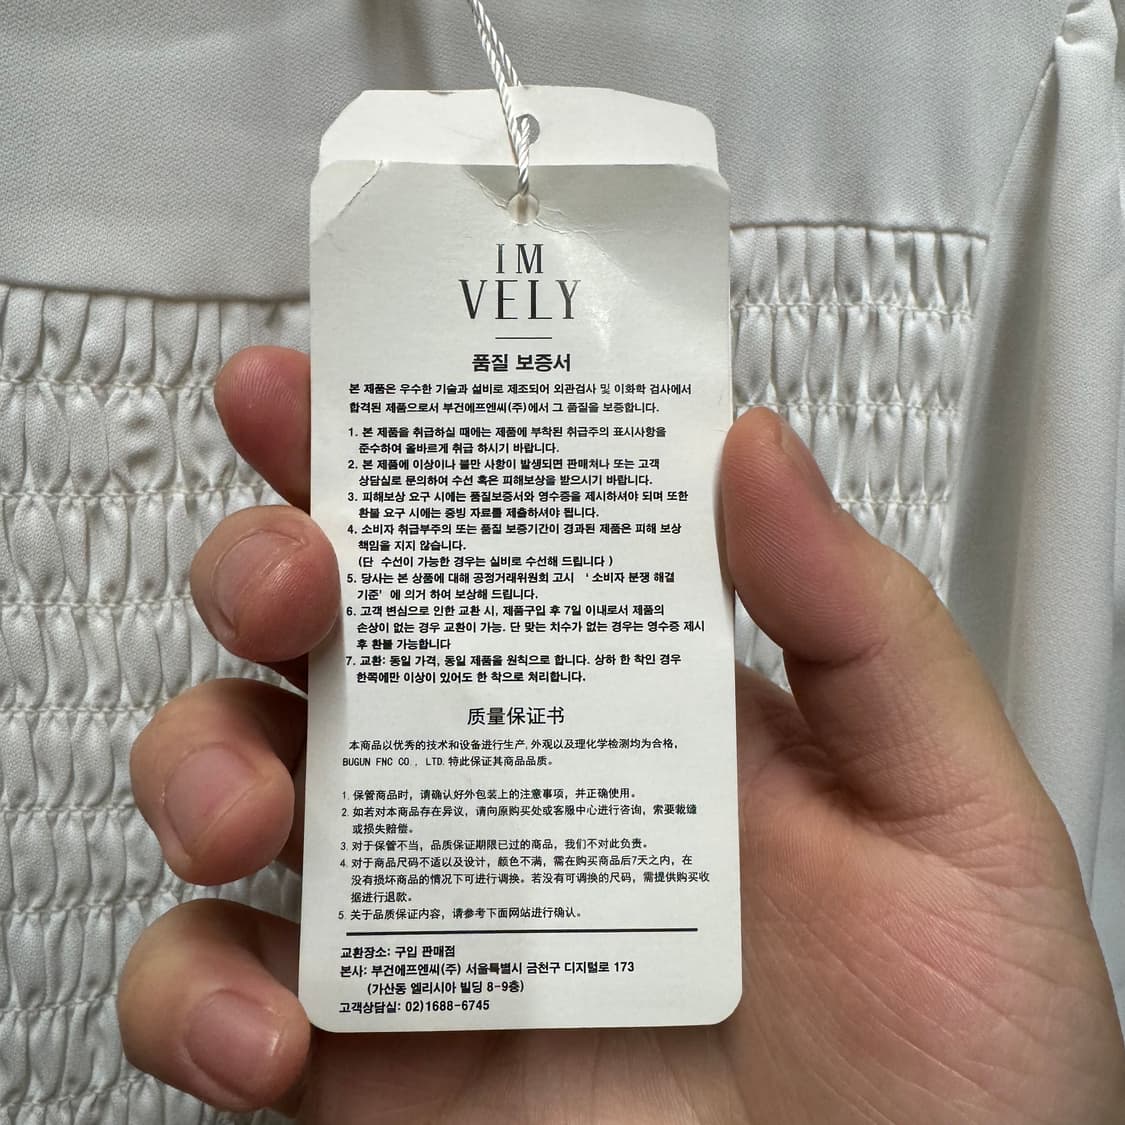 IM
VELY
품질 보증서
본 제품은 우수한 기술과 설비로 제조되어 외관검사 및 이화학 검사에서
합격된 제품으로서 부건에프엔씨(주)에서 그 품질을 보증합니다.
1. 본 제품을 취급하실 때에는 제품에 부착된 취급주의 표시사항을
준수하여 올바르게 취급 하시기 바랍니다.
2. 본 제품에 이상이나 불만 사항이 발생되면 판매처나 또는 고객
상담실로 문의하여 수선 혹은 피해보상을 받으시기 바랍니다.
3. 피해보상 요구 시에는 품질보증서와 영수증을 제시하셔야 되며 또한
환불 요구 시에는 증빙 자료를 제출하셔야 됩니다.
4. 소비자 취급부주의 또는 품질 보증기간이 경과된 제품은 피해 보상
책임을 지지 않습니다.
(단 수선이 가능한 경우는 실비로 수선해 드립니다 )
5. 당사는 본 상품에 대해 공정거래위원회 고시 ' 소비자 분쟁 해결
기준' 에 의거 하여 보상해 드립니다.
6. 고객 변심으로 인한 교환 시, 제품구입 후 7일 이내로서 제품의
손상이 없는 경우 교환이 가능. 단 맞는 치수가 없는 경우는 영수증 제시
후 환불 가능합니다
7. 교환: 동일 가격, 동일 제품을 원칙으로 합니다. 상하 한 착인 경우
한쪽에만 이상이 있어도 한 착으로 처리합니다.
质量保证书
本商品以优秀的技术和设备进行生产, 外观以及理化学检测均为合格,
BUGUN FNC CO., LTD. 特此保证其商品品质。
1. 保管商品时, 请确认好外包装上的注意事项, 并正确使用。
2. 如若对本商品存在异议, 请向原购买处或客服中心进行咨询, 索要裁缝
或损失赔偿。
3. 对于保管不当, 品质保证期限已过的商品, 我们不对此负责。
4. 对于商品尺码不适以及设计, 颜色不满, 需在购买商品后7天之内, 在
没有损坏商品的情况下可进行调换。若没有可调换的尺码, 需提供购买收
据进行退款。
5. 关于品质保证内容, 请参考下面网站进行确认。
교환장소: 구입 판매점
본사: 부건에프엔씨(주) 서울특별시 금천구 디지털로 173
(가산동 엘리시아 빌딩 8-9층)
고객상담실: 02)1688-6745